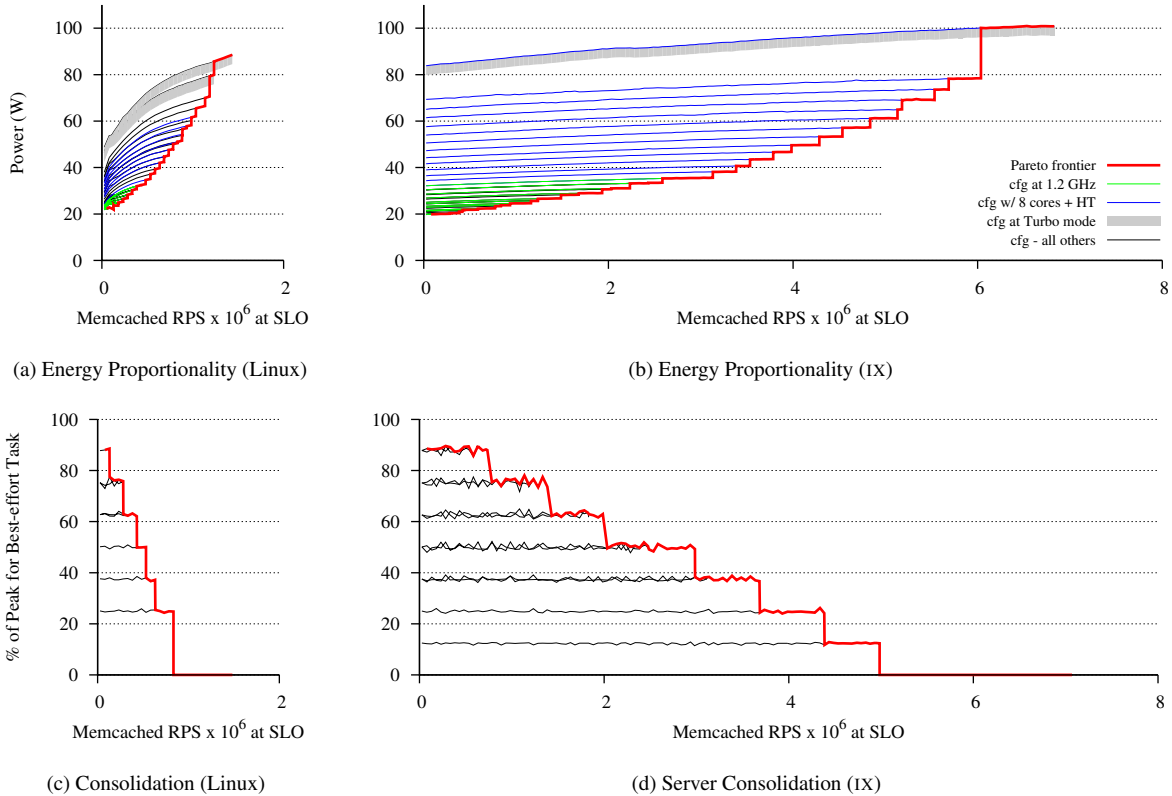 100
80
60
40
20
0
Power (W)
0
2
Memcached RPS x 10^6 at SLO
(a) Energy Proportionality (Linux)
100
80
60
40
20
0
0
2
4
6
8
Pareto frontier
cfg at 1.2 GHz
cfg w/ 8 cores + HT
cfg at Turbo mode
cfg - all others
Memcached RPS x 10^6 at SLO
(b) Energy Proportionality (IX)
100
80
60
40
20
0
% of Peak for Best-effort Task
0
2
Memcached RPS x 10^6 at SLO
(c) Consolidation (Linux)
100
80
60
40
20
0
0
2
4
6
8
Memcached RPS x 10^6 at SLO
(d) Server Consolidation (IX)